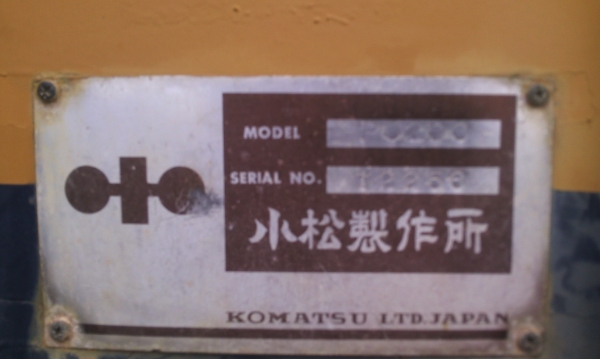 MODEL
SERIAL NO.
小松製作所
KOMATSU LTD. JAPAN